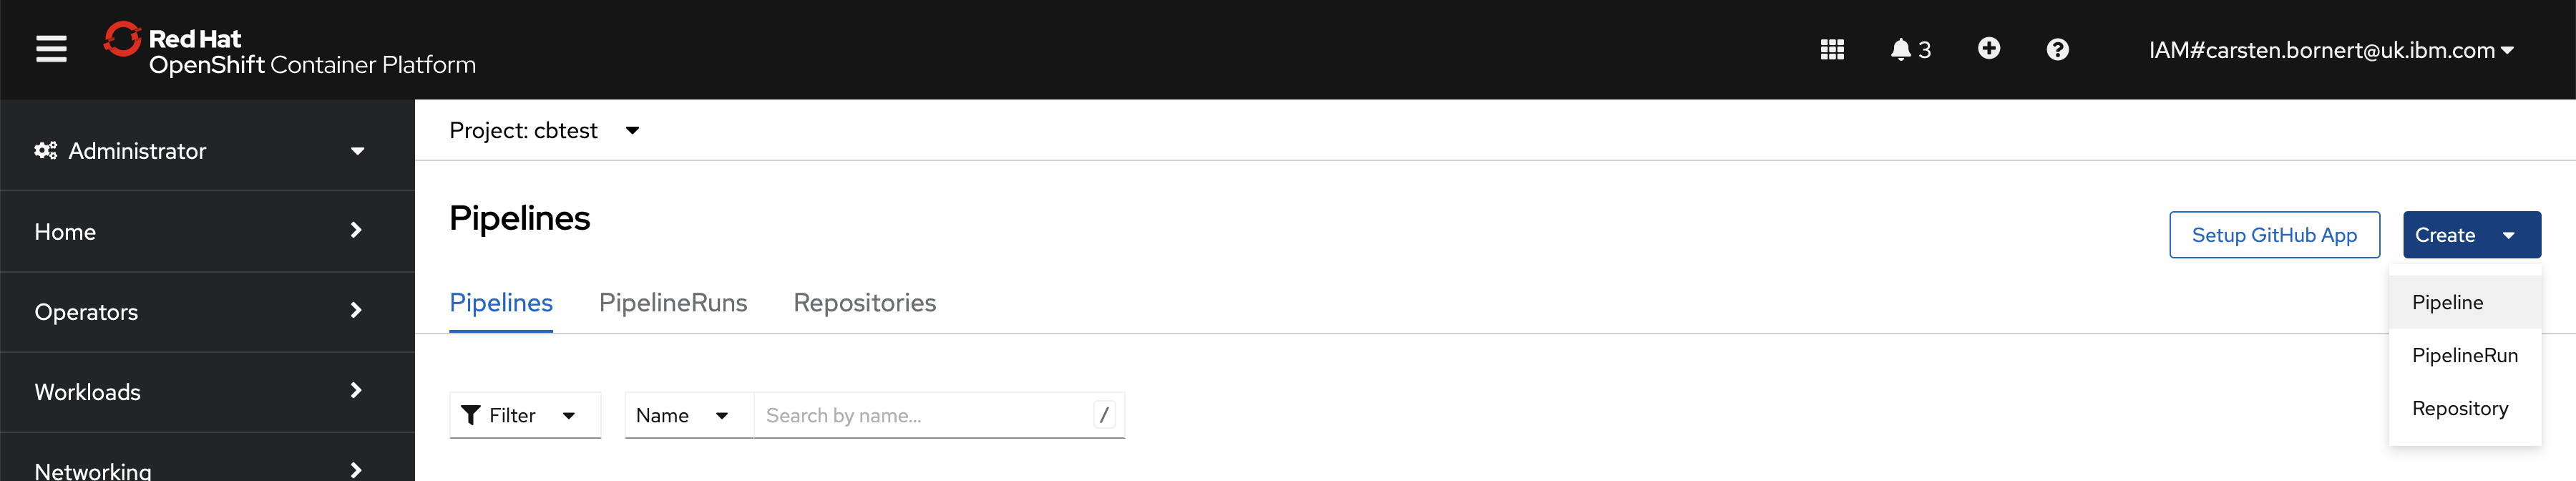 Red Hat
OpenShift Container Platform
3
IAM#carsten.bornert@uk.ibm.com
Administrator
Home
Operators
Workloads
Networking
Project: cbtest
Pipelines
Setup GitHub App
Create
Pipeline
PipelineRun
Repository
Pipelines PipelineRuns Repositories
Filter Name Search by name... /